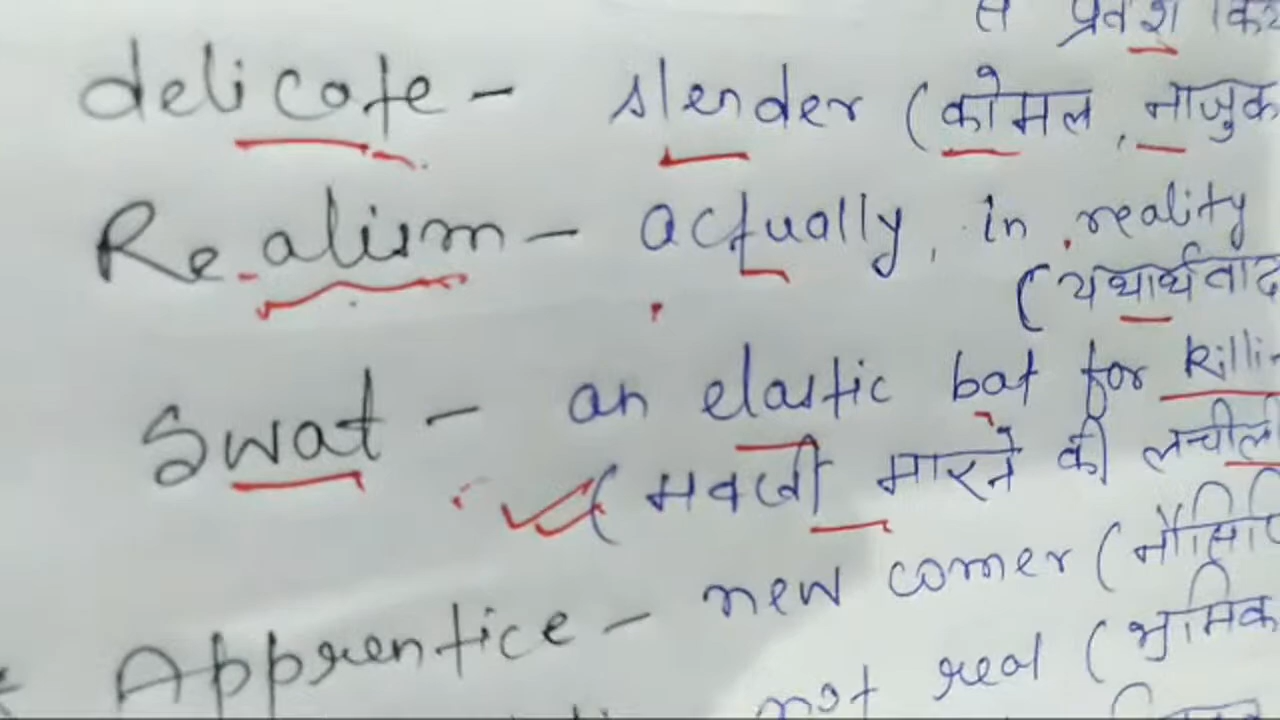 से प्रवेश
delicate - slender (कोमल, नाजुक
Realism - actually, in reality
(यथार्थवाद
Swat - an elastic bat for killi
(मक्खी मारने की लचीली
Apprentice - new comer (नौसि
not real (भ्रमिक